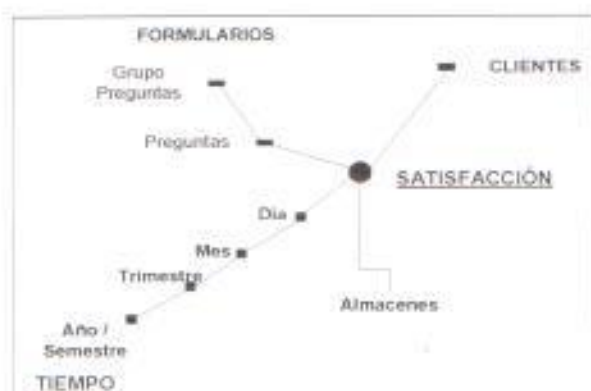 FORMULARIOS
Grupo
Preguntas
CLIENTES
Preguntas
SATISFACCIÓN
Día
Mes
Trimestre
Almacenes
Año /
Semestre
TIEMPO